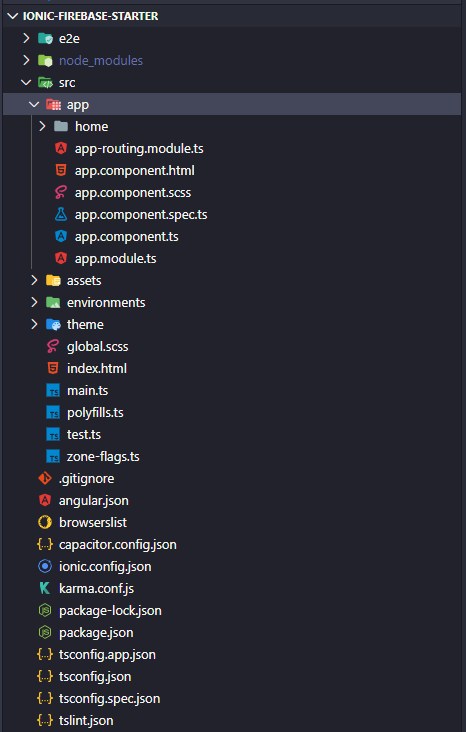 IONIC-FIREBASE-STARTER
e2e
node_modules
src
app
home
app-routing.module.ts
app.component.html
app.component.scss
app.component.spec.ts
app.component.ts
app.module.ts
assets
environments
theme
global.scss
index.html
main.ts
polyfills.ts
test.ts
zone-flags.ts
.gitignore
angular.json
browserslist
capacitor.config.json
ionic.config.json
karma.conf.js
package-lock.json
package.json
tsconfig.app.json
tsconfig.json
tsconfig.spec.json
tslint.json